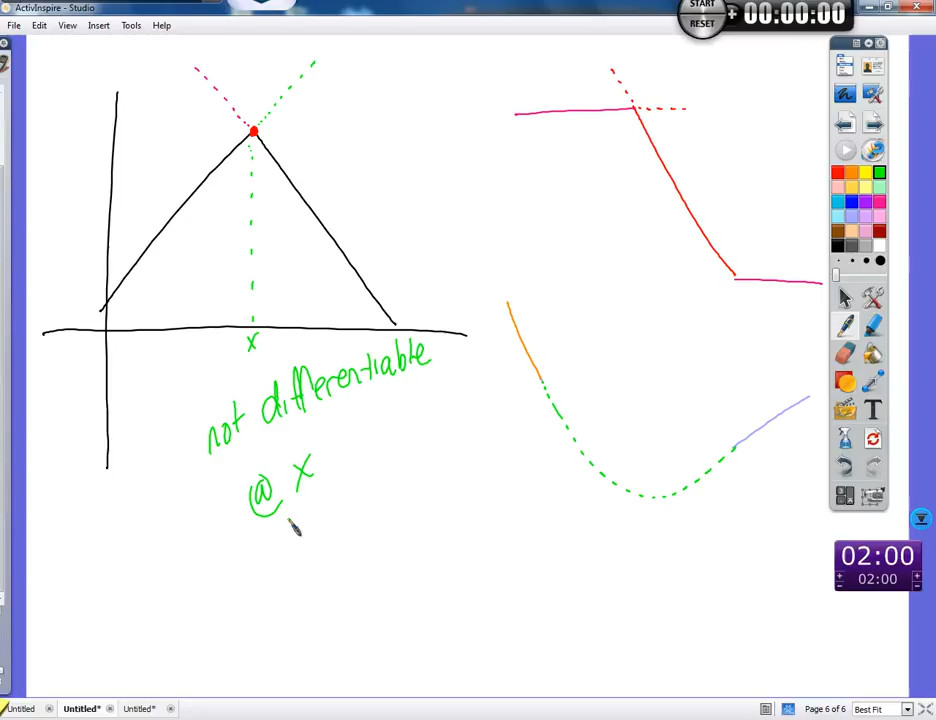 ActivInspire - Studio
START
RESET
00:00:00
File Edit View Insert Tools Help
x
not differentiable
@ x
02:00
02:00
Untitled Untitled* Untitled* Page 6 of 6 Best Fit